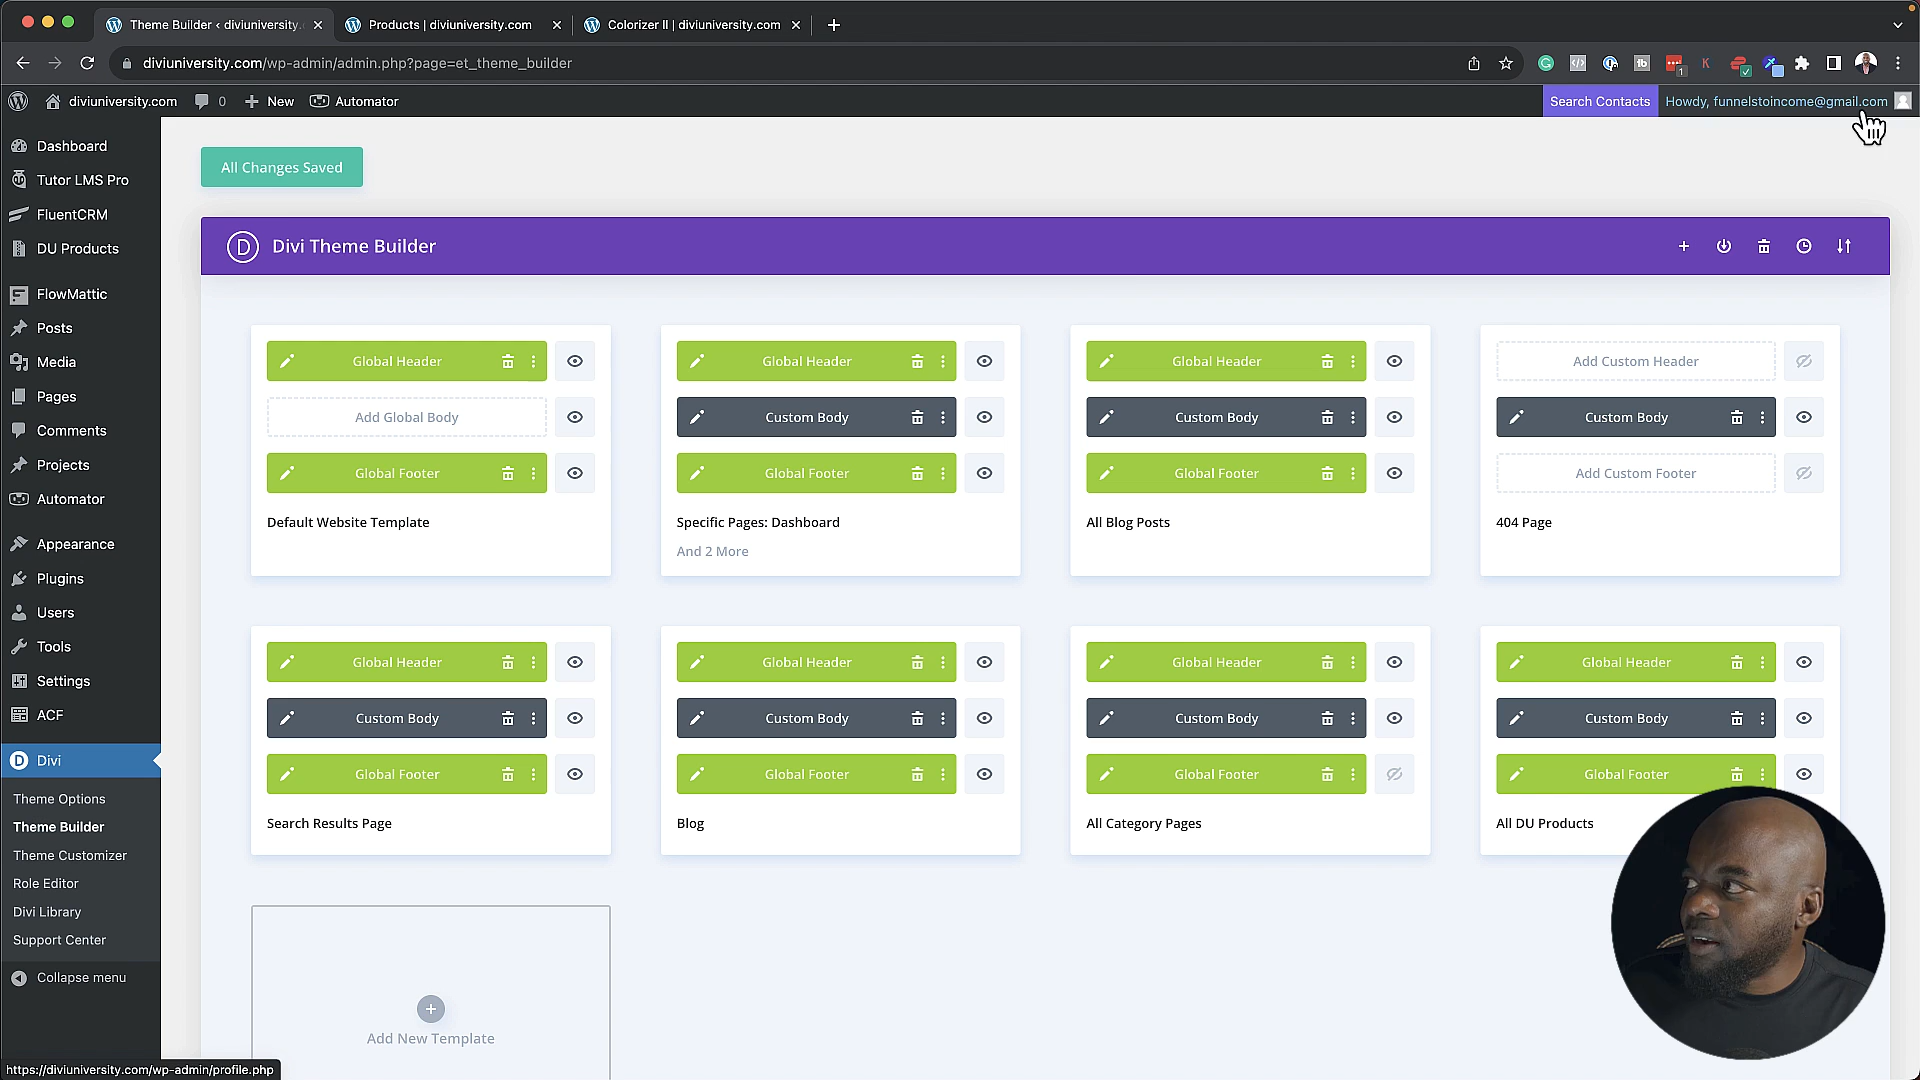 Theme Builder ‹ diviuniversity.
Products | diviuniversity.com
Colorizer II | diviuniversity.com
diviuniversity.com/wp-admin/admin.php?page=et_theme_builder
diviuniversity.com
0
New
Automator
Search Contacts
Howdy, funnelstoincome@gmail.com
Dashboard
Tutor LMS Pro
FluentCRM
DU Products
FlowMattic
Posts
Media
Pages
Comments
Projects
Automator
Appearance
Plugins
Users
Tools
Settings
ACF
Divi
Theme Options
Theme Builder
Theme Customizer
Role Editor
Divi Library
Support Center
Collapse menu
https://diviuniversity.com/wp-admin/profile.php
All Changes Saved
D Divi Theme Builder
Global Header
Add Global Body
Global Footer
Default Website Template
Global Header
Custom Body
Global Footer
Specific Pages: Dashboard
And 2 More
Global Header
Custom Body
Global Footer
All Blog Posts
Add Custom Header
Custom Body
Add Custom Footer
404 Page
Global Header
Custom Body
Global Footer
Search Results Page
Global Header
Custom Body
Global Footer
Blog
Global Header
Custom Body
Global Footer
All Category Pages
Global Header
Custom Body
Global Footer
All DU Products
Add New Template